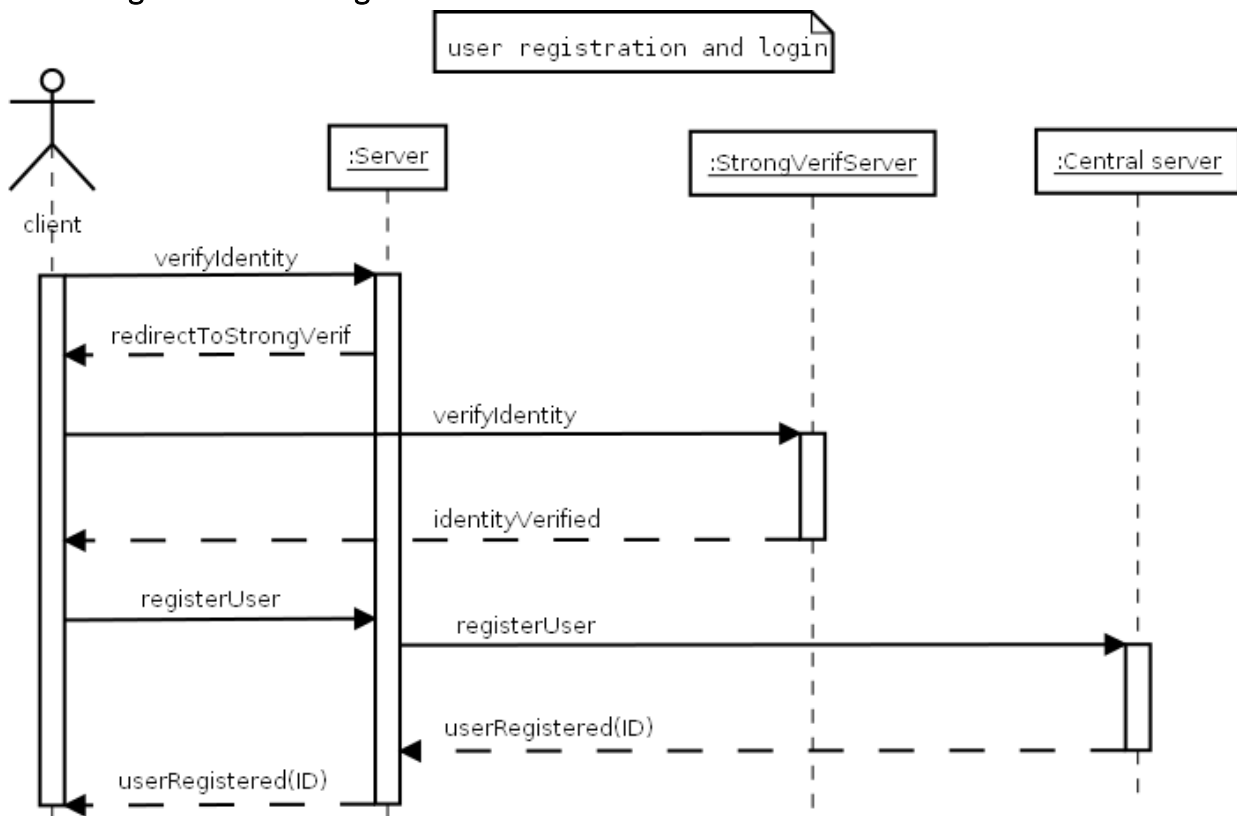 user registration and login
:Server
:StrongVerifServer
:Central server
client
verifyIdentity
redirectToStrongVerif
verifyIdentity
identityVerified
registerUser
registerUser
userRegistered(ID)
userRegistered(ID)